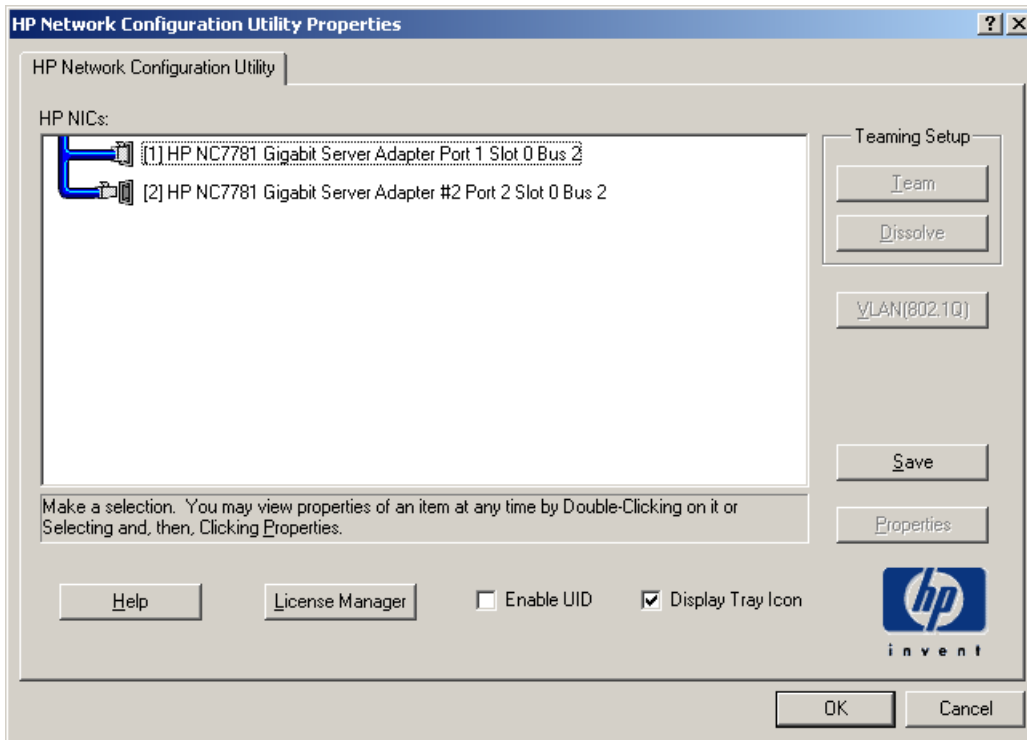 HP Network Configuration Utility Properties
HP Network Configuration Utility
HP NICs:
[1] HP NC7781 Gigabit Server Adapter Port 1 Slot 0 Bus 2
[2] HP NC7781 Gigabit Server Adapter #2 Port 2 Slot 0 Bus 2
Teaming Setup
Team
Dissolve
VLAN(802.1Q)
Save
Properties
Make a selection. You may view properties of an item at any time by Double-Clicking on it or
Selecting and, then, Clicking Properties.
Help
License Manager
Enable UID
Display Tray Icon
hp
invent
OK
Cancel